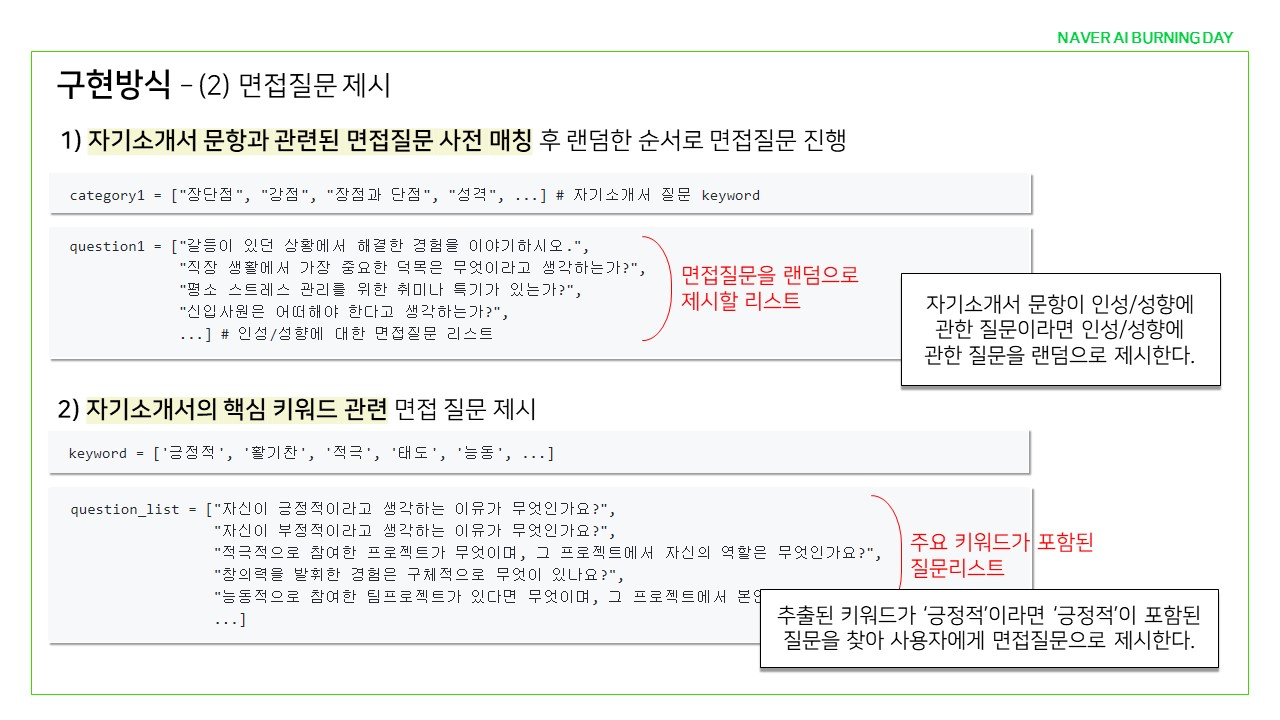 NAVER AI BURNING DAY
구현방식 – (2) 면접질문 제시
1) 자기소개서 문항과 관련된 면접질문 사전 매칭 후 랜덤한 순서로 면접질문 진행
category1 = ["장단점", "강점", "장점과 단점", "성격", ...] # 자기소개서 질문 keyword
question1 = ["갈등이 있던 상황에서 해결한 경험을 이야기하시오.",
"직장 생활에서 가장 중요한 덕목은 무엇이라고 생각하는가?",
"평소 스트레스 관리를 위한 취미나 특기가 있는가?",
"신입사원은 어떠해야 한다고 생각하는가?",
...] # 인성/성향에 대한 면접질문 리스트
면접질문을 랜덤으로
제시할 리스트
자기소개서 문항이 인성/성향에
관한 질문이라면 인성/성향에
관한 질문을 랜덤으로 제시한다.
2) 자기소개서의 핵심 키워드 관련 면접 질문 제시
keyword = ['긍정적', '활기찬', '적극', '태도', '능동', ...]
question_list = ["자신이 긍정적이라고 생각하는 이유가 무엇인가요?",
"자신이 부정적이라고 생각하는 이유가 무엇인가요?",
"적극적으로 참여한 프로젝트가 무엇이며, 그 프로젝트에서 자신의 역할은 무엇인가요?",
"참의력을 발휘한 경험은 구체적으로 무엇이 있나요?",
"능동적으로 참여한 팀프로젝트가 있다면 무엇이며, 그 프로젝트에서
...]
주요 키워드가 포함된
질문리스트
추출된 키워드가 ‘긍정적’이라면 ‘긍정적’이 포함된
질문을 찾아 사용자에게 면접질문으로 제시한다.